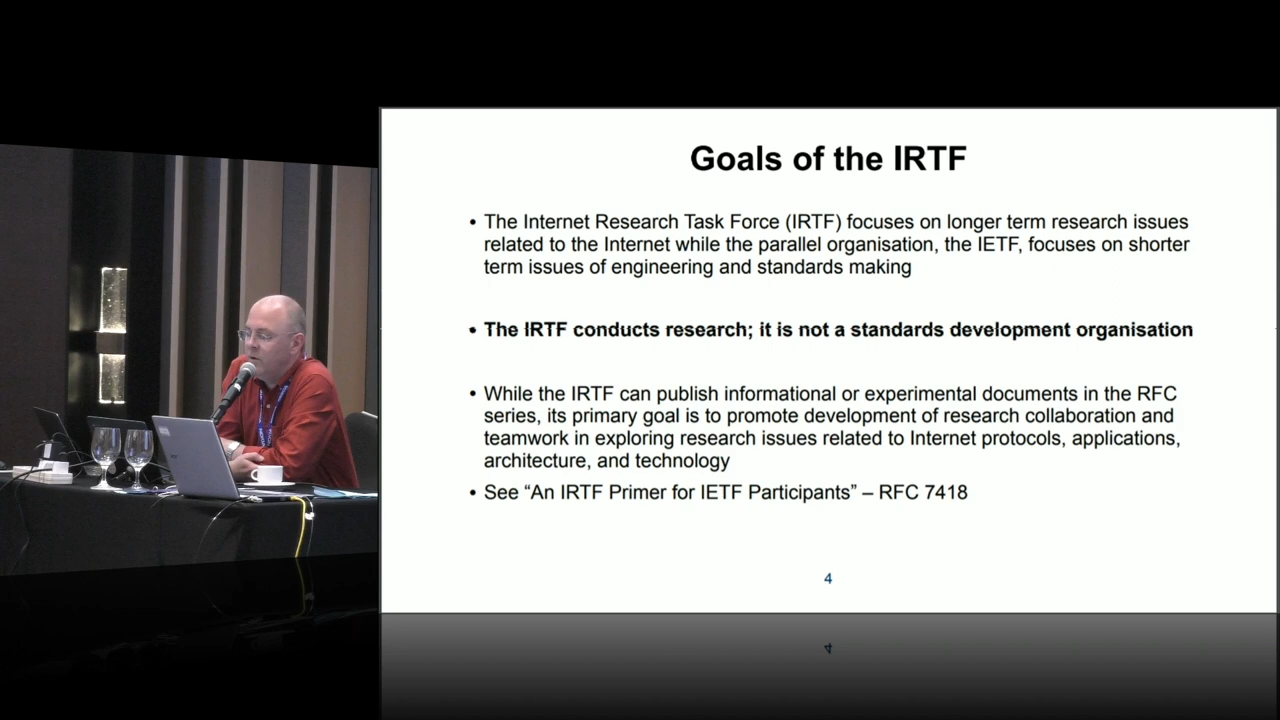 Goals of the IRTF
• The Internet Research Task Force (IRTF) focuses on longer term research issues
related to the Internet while the parallel organisation, the IETF, focuses on shorter
term issues of engineering and standards making
• The IRTF conducts research; it is not a standards development organisation
• While the IRTF can publish informational or experimental documents in the RFC
series, its primary goal is to promote development of research collaboration and
teamwork in exploring research issues related to Internet protocols, applications,
architecture, and technology
• See “An IRTF Primer for IETF Participants” – RFC 7418
4